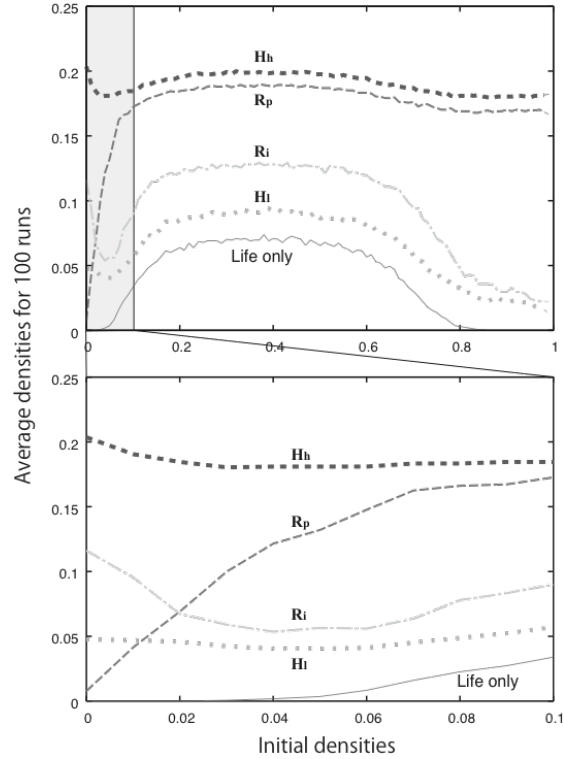 Average densities for 100 runs
0.25
0.2
0.15
0.1
0.05
0
Hh
Rp
Ri
Hl
Life only
0 0.2 0.4 0.6 0.8 1
0.25
0.2
0.15
0.1
0.05
0
Hh
Rp
Ri
Hl
Life only
0 0.02 0.04 0.06 0.08 0.1
Initial densities